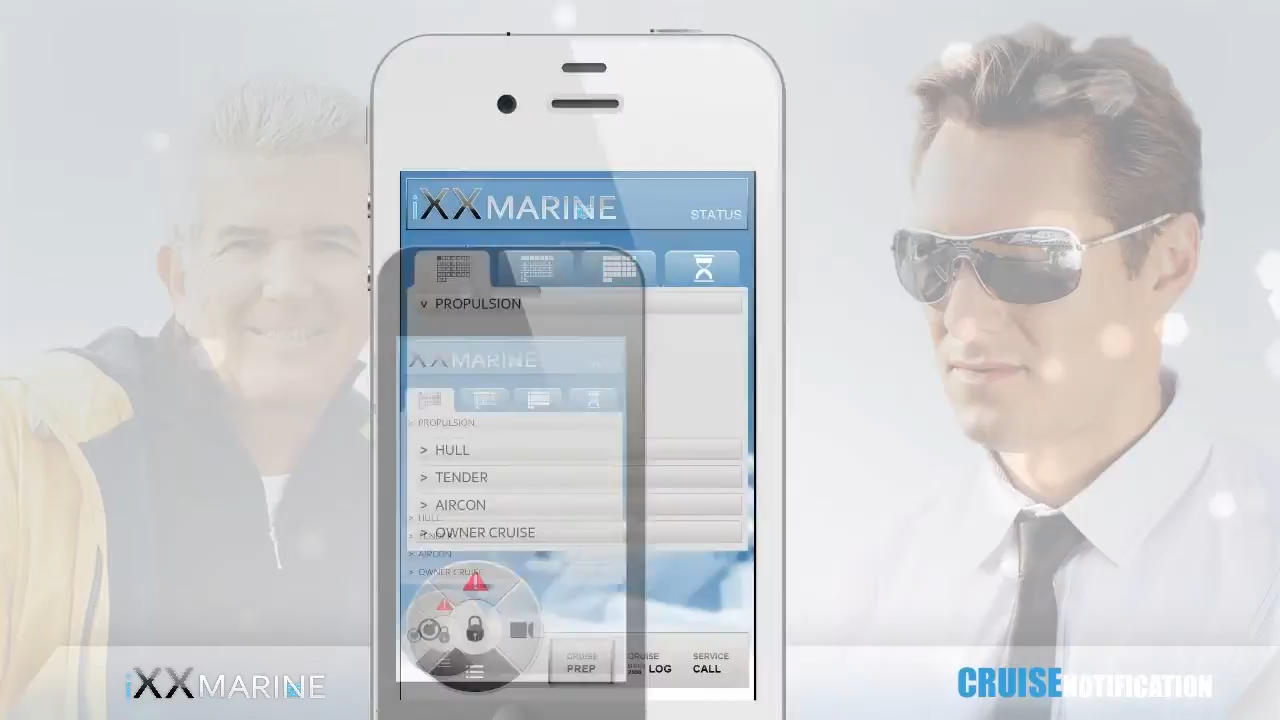 iXXMARINE
STATUS
v PROPULSION
XXMARINE
> PROPULSION
> HULL
> TENDER
> AIRCON
> HULL
> OWNER CRUISE
> AIRCON
> OWNER CRUISE
CRUISE PREP
CRUISE LOG
SERVICE CALL
iXXMARINE
CRUISENOTIFICATION